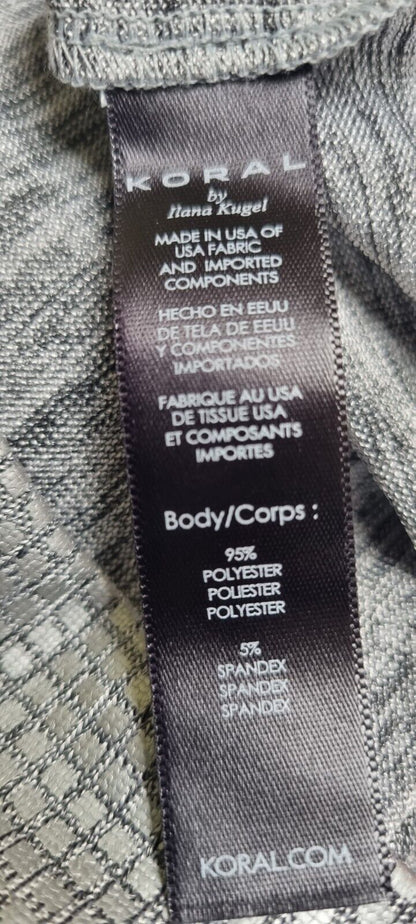 KORAL
by
Ilana Kugel
MADE IN USA OF
USA FABRIC
AND IMPORTED
COMPONENTS
HECHO EN EEUU
DE TELA DE EEUU
Y COMPONENTES
IMPORTADOS
FABRIQUE AU USA
DE TISSUE USA
ET COMPOSANTS
IMPORTES
Body/Corps :
95%
POLYESTER
POLIESTER
POLYESTER
5%
SPANDEX
SPANDEX
SPANDEX
KORAL.COM